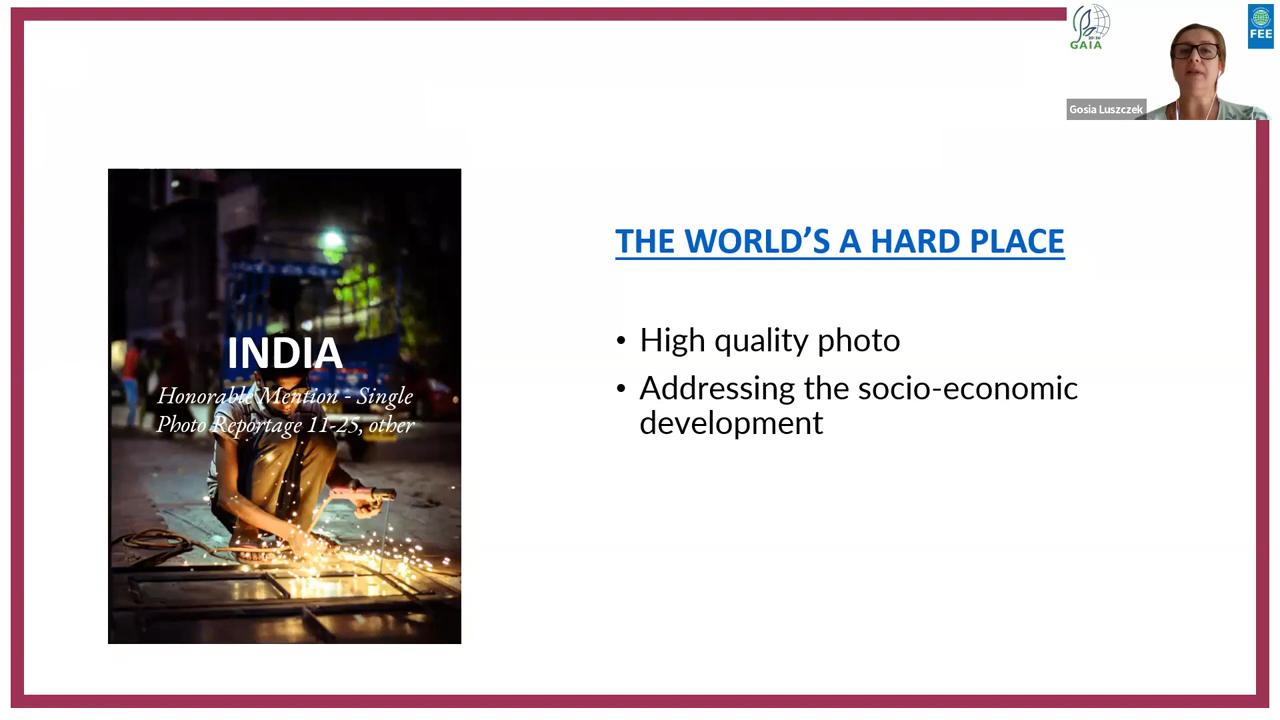 GAIA
FEE
Gosia Luszczek
THE WORLD’S A HARD PLACE
INDIA
Honorable Mention - Single
Photo Reportage 11-25, other
• High quality photo
• Addressing the socio-economic
development